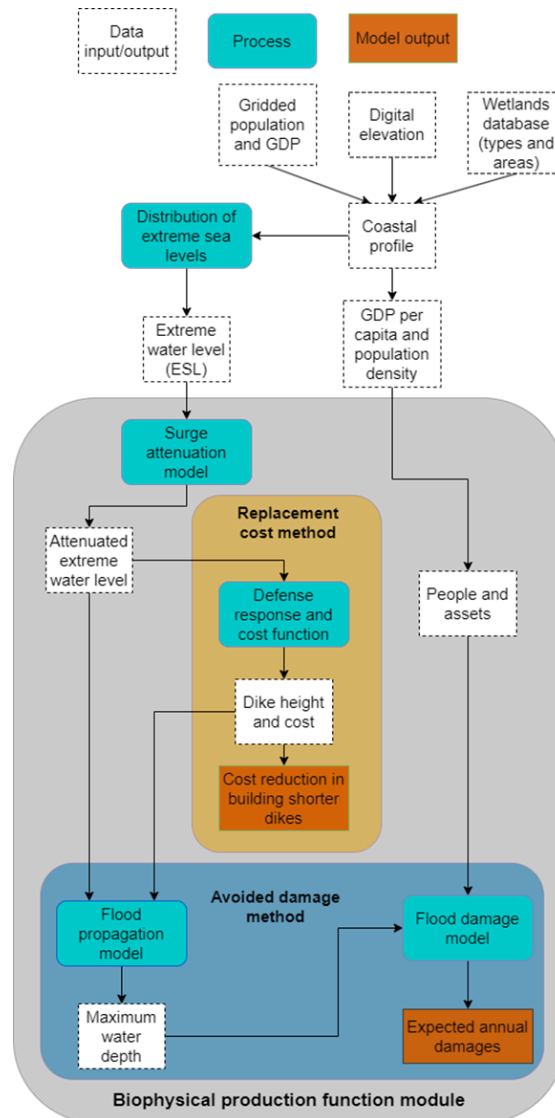 Data
input/output
Process
Model output
Gridded
population
and GDP
Digital
elevation
Wetlands
database
(types and
areas)
Distribution of
extreme sea
levels
Coastal
profile
Extreme
water level
(ESL)
GDP per
capita and
population
density
Surge
attenuation
model
Replacement
cost method
Attenuated
extreme
water level
Defense
response and
cost function
People and
assets
Dike height
and cost
Cost reduction in
building shorter
dikes
Avoided damage
method
Flood
propagation
model
Flood damage
model
Maximum
water
depth
Expected annual
damages
Biophysical production function module